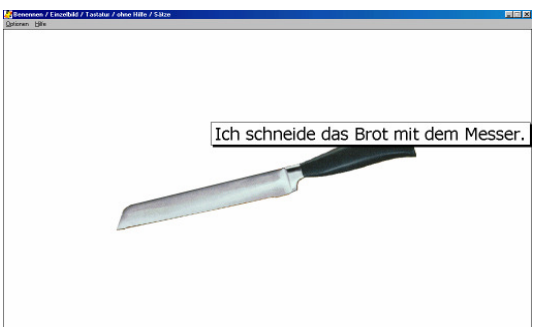 Benennen / Einzelbild / Tastatur / ohne Hilfe / Sätze
Optionen Hilfe
Ich schneide das Brot mit dem Messer.